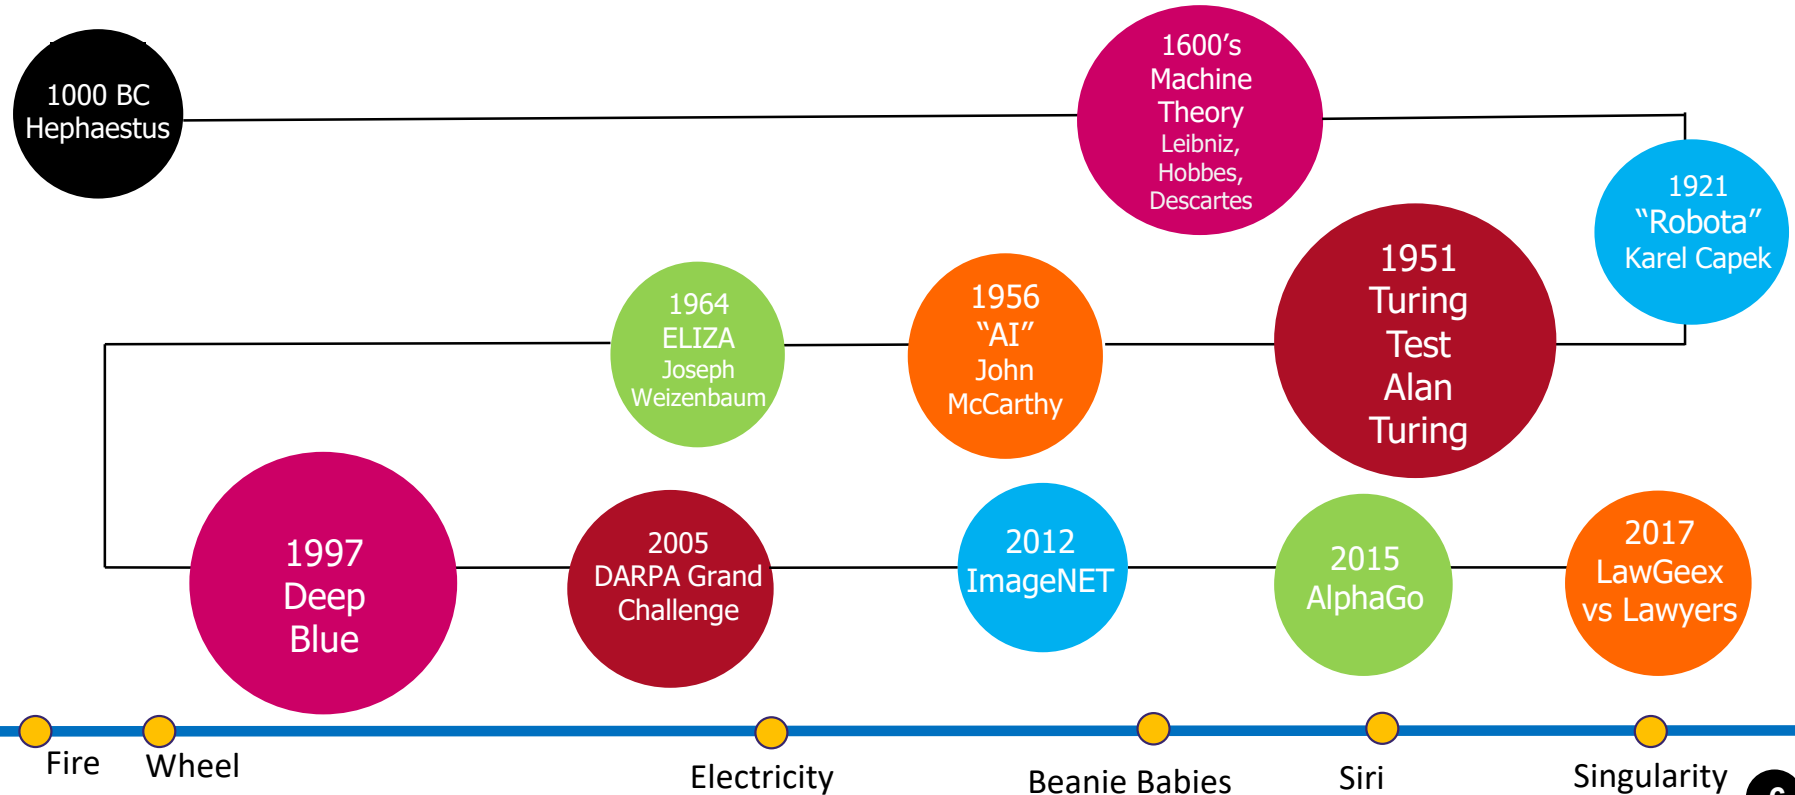 1000 BC
Hephaestus
1600’s
Machine
Theory
Leibniz,
Hobbes,
Descartes
1921
“Robota”
Karel Capek
1951
Turing
Test
Alan
Turing
1956
“AI”
John
McCarthy
1964
ELIZA
Joseph
Weizenbaum
1997
Deep
Blue
2005
DARPA Grand
Challenge
2012
ImageNET
2015
AlphaGo
2017
LawGeex
vs Lawyers
Fire
Wheel
Electricity
Beanie Babies
Siri
Singularity